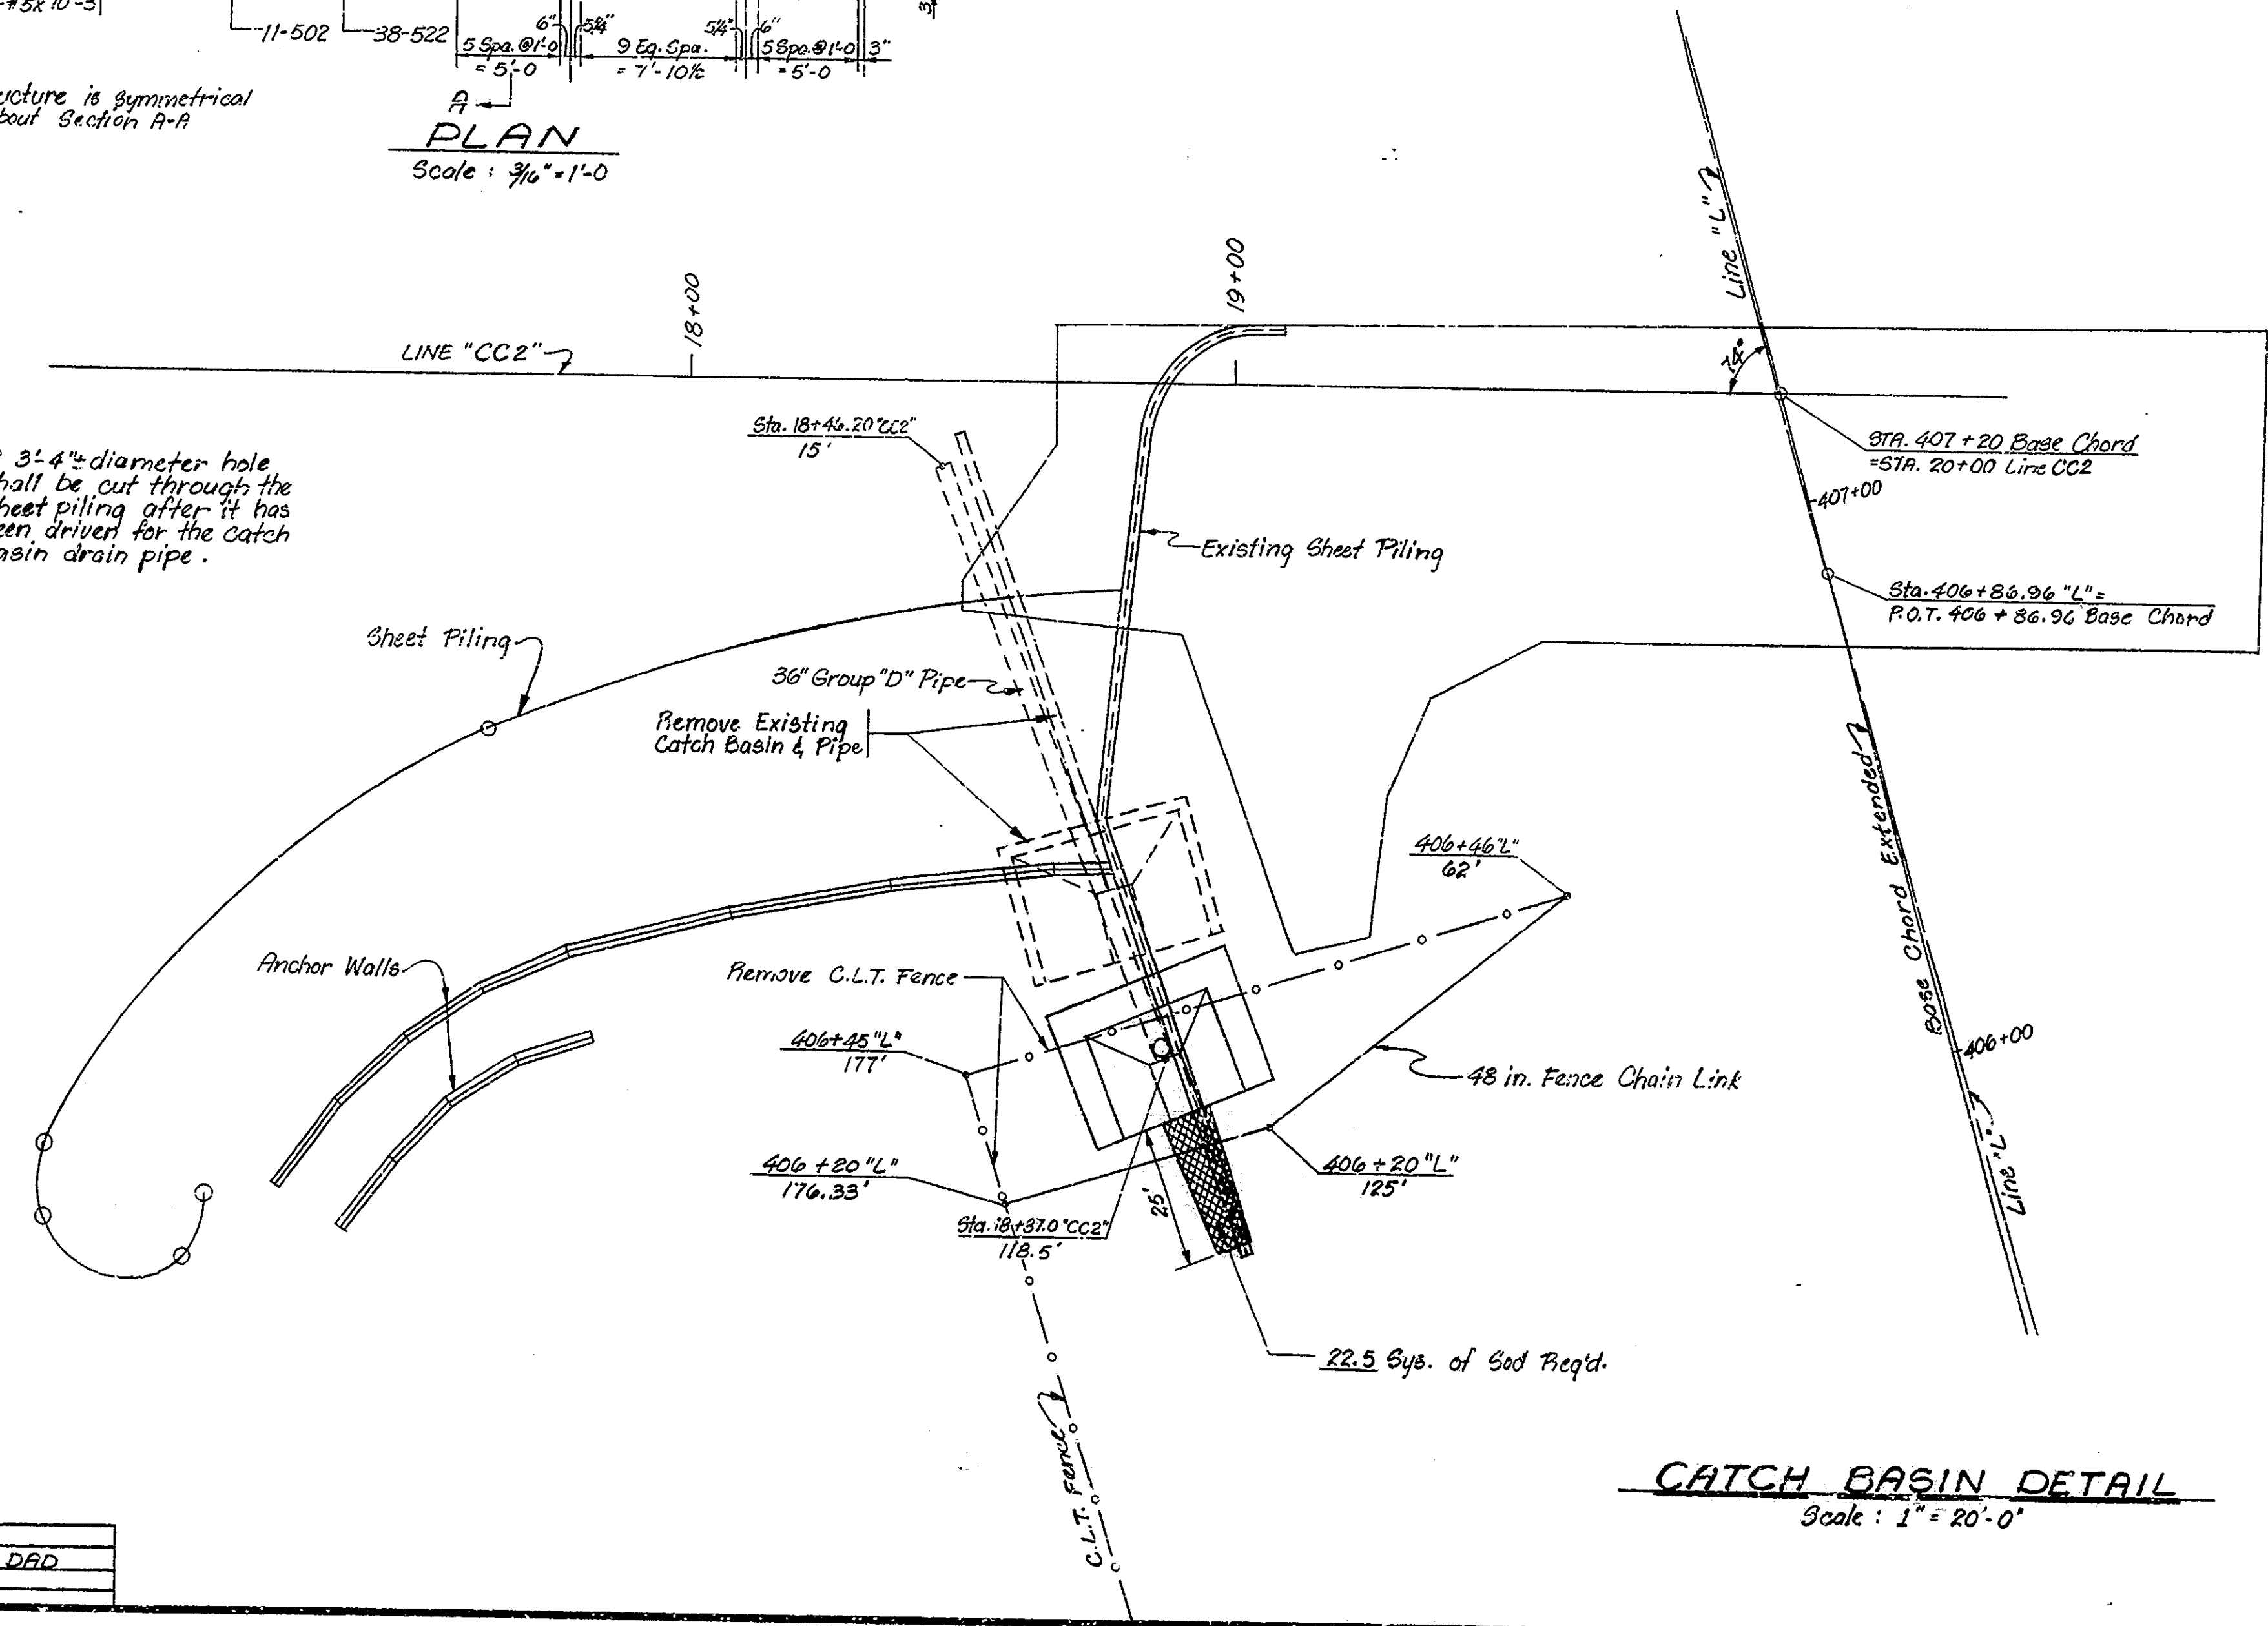 11-502
38-522
6"
5¼"
5¼"
6"
5 Spa. @ 1'-0
= 5'-0
9 Eq. Spa.
= 7'-10½
5 Spa. @ 1'-0
= 5'-0
3"
ucture is symmetrical
bout Section A-A
A
PLAN
Scale : 3/16" = 1'-0
18+00
19+00
LINE "CC2"
Line "L"
74°
Sta. 18+46.20 "CC2"
15'
STA. 407 + 20 Base Chord
=STA. 20+00 Line CC2
407+00
3'-4"± diameter hole
hall be cut through the
heet piling after it has
een driven for the catch
asin drain pipe.
Existing Sheet Piling
Sta. 406+86.96 "L" =
P.O.T. 406 + 86.96 Base Chord
Sheet Piling
36" Group "D" Pipe
Remove Existing
Catch Basin & Pipe
Base Chord Extended
406+46 "L"
62'
Anchor Walls
Remove C.L.T. Fence
406+45 "L"
177'
406+00
48 in. Fence Chain Link
406 + 20 "L"
176.33'
406 + 20 "L"
125'
Line "L"
Sta. 18+37.0 "CC2"
118.5'
25'
22.5 Sys. of Sod Req'd.
C.L.T. Fence
CATCH BASIN DETAIL
Scale : 1" = 20'-0"
DAD